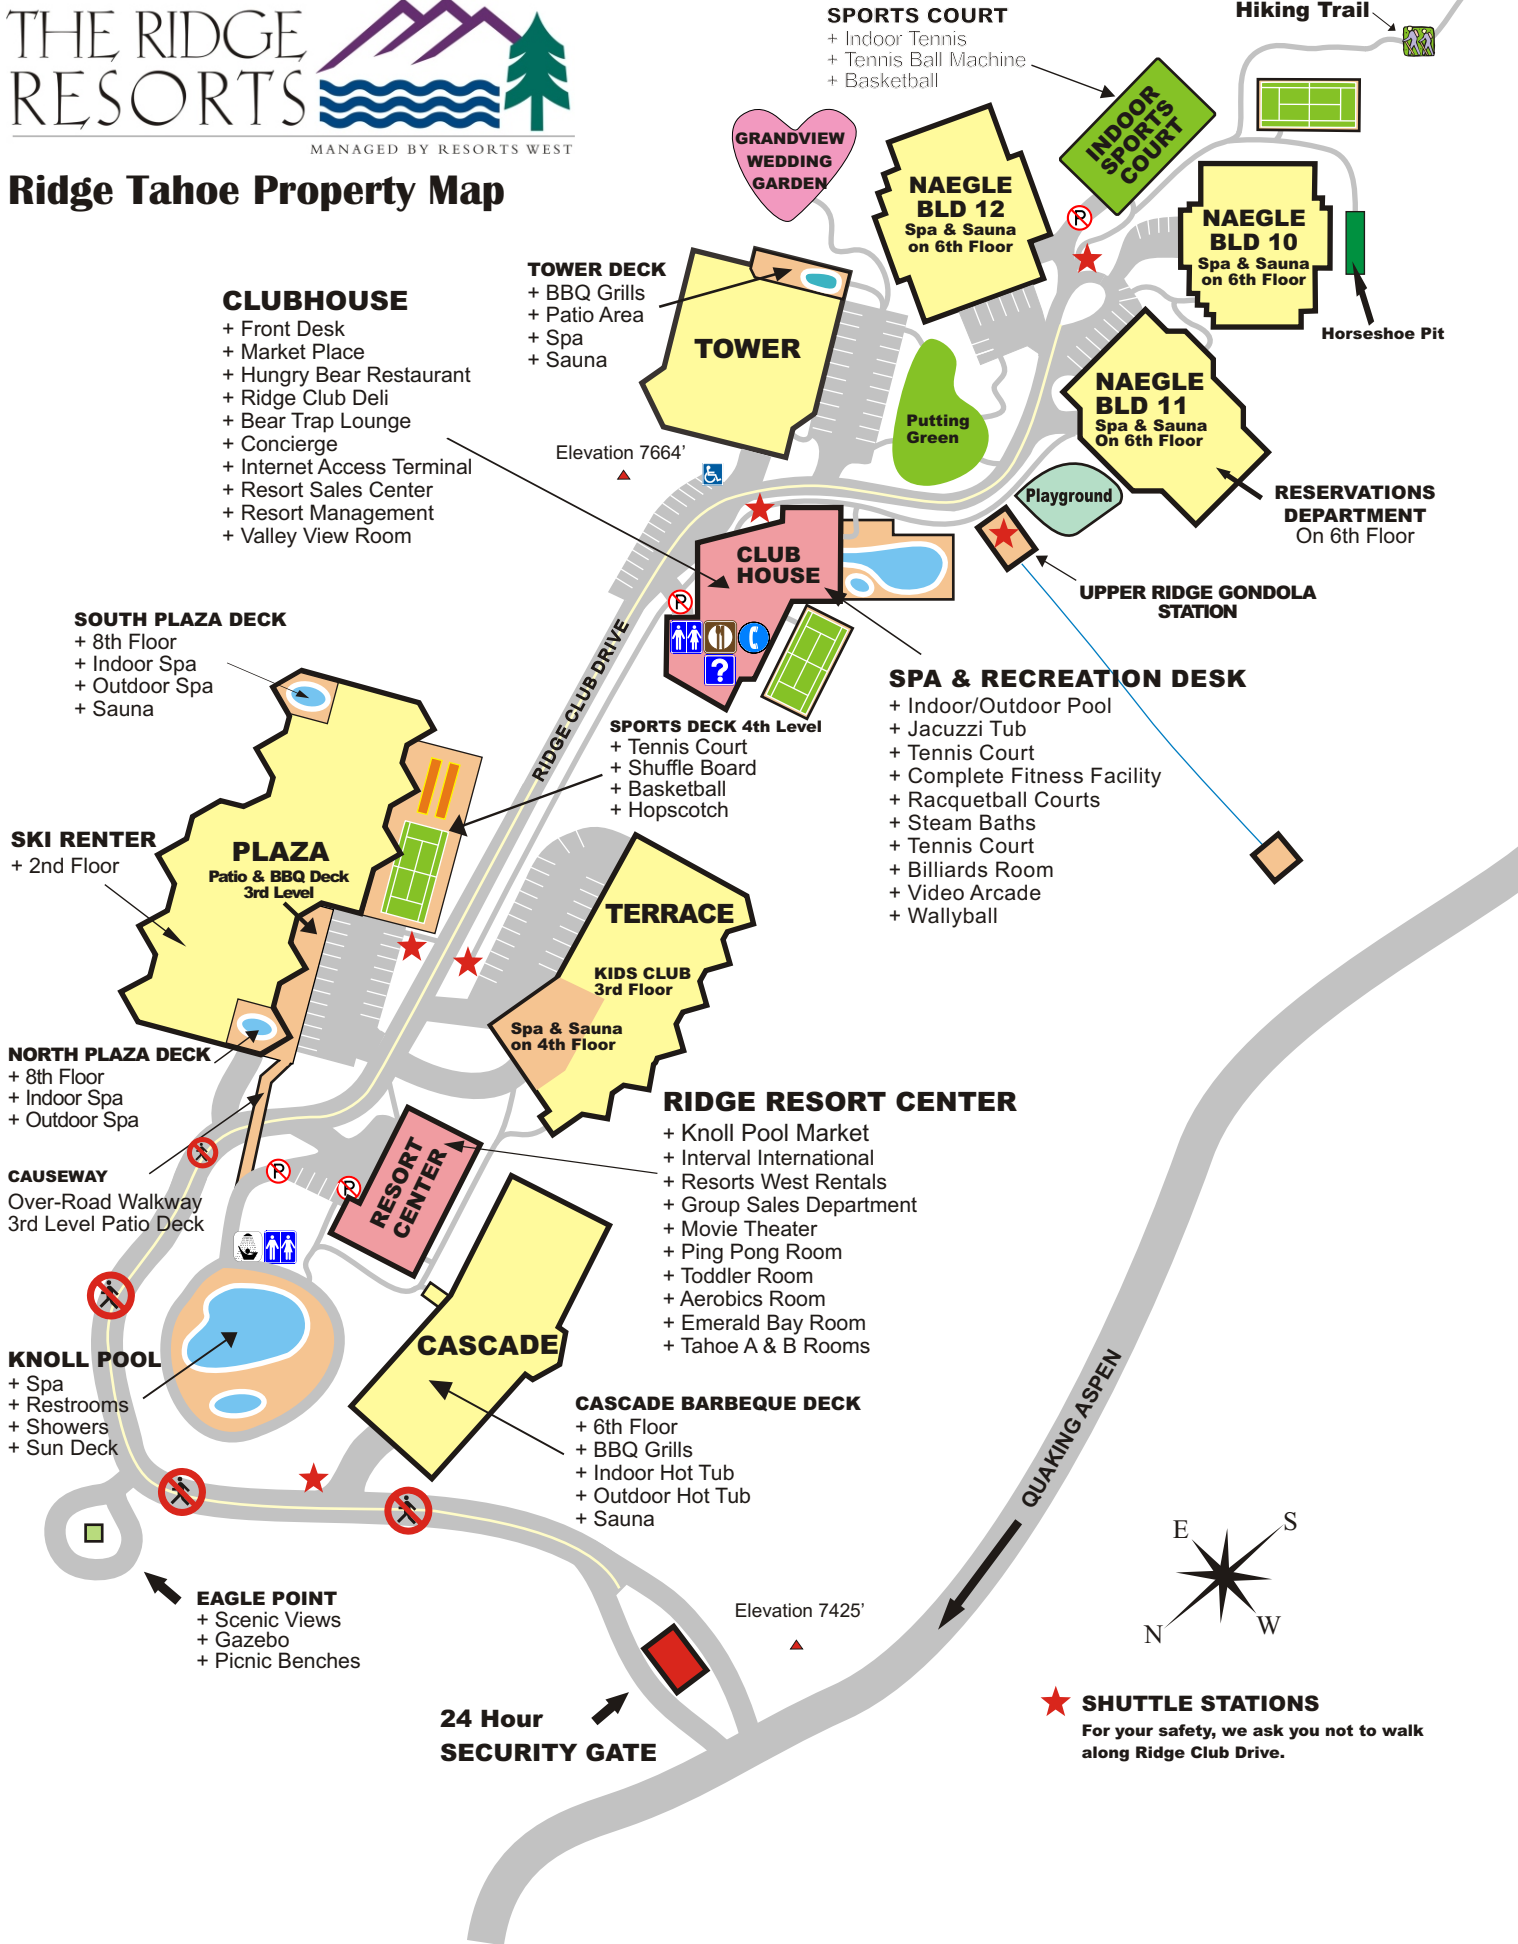 THE RIDGE
RESORTS
MANAGED BY RESORTS WEST
Ridge Tahoe Property Map
SPORTS COURT
+ Indoor Tennis
+ Tennis Ball Machine
+ Basketball
Hiking Trail
INDOOR
SPORTS
COURT
GRANDVIEW
WEDDING
GARDEN
NAEGLE
BLD 12
Spa & Sauna
on 6th Floor
P
NAEGLE
BLD 10
Spa & Sauna
on 6th Floor
Horseshoe Pit
TOWER DECK
+ BBQ Grills
+ Patio Area
+ Spa
+ Sauna
TOWER
CLUBHOUSE
+ Front Desk
+ Market Place
+ Hungry Bear Restaurant
+ Ridge Club Deli
+ Bear Trap Lounge
+ Concierge
+ Internet Access Terminal
+ Resort Sales Center
+ Resort Management
+ Valley View Room
NAEGLE
BLD 11
Spa & Sauna
On 6th Floor
Putting
Green
Elevation 7664'
Playground
RESERVATIONS
DEPARTMENT
On 6th Floor
CLUB
HOUSE
P
?
UPPER RIDGE GONDOLA
STATION
RIDGE CLUB DRIVE
SOUTH PLAZA DECK
+ 8th Floor
+ Indoor Spa
+ Outdoor Spa
+ Sauna
SPA & RECREATION DESK
+ Indoor/Outdoor Pool
+ Jacuzzi Tub
+ Tennis Court
+ Complete Fitness Facility
+ Racquetball Courts
+ Steam Baths
+ Tennis Court
+ Billiards Room
+ Video Arcade
+ Wallyball
SPORTS DECK 4th Level
+ Tennis Court
+ Shuffle Board
+ Basketball
+ Hopscotch
SKI RENTER
+ 2nd Floor
PLAZA
Patio & BBQ Deck
3rd Level
TERRACE
KIDS CLUB
3rd Floor
Spa & Sauna
on 4th Floor
NORTH PLAZA DECK
+ 8th Floor
+ Indoor Spa
+ Outdoor Spa
CAUSEWAY
Over-Road Walkway
3rd Level Patio Deck
P
P
RESORT
CENTER
RIDGE RESORT CENTER
+ Knoll Pool Market
+ Interval International
+ Resorts West Rentals
+ Group Sales Department
+ Movie Theater
+ Ping Pong Room
+ Toddler Room
+ Aerobics Room
+ Emerald Bay Room
+ Tahoe A & B Rooms
CASCADE
KNOLL POOL
+ Spa
+ Restrooms
+ Showers
+ Sun Deck
CASCADE BARBEQUE DECK
+ 6th Floor
+ BBQ Grills
+ Indoor Hot Tub
+ Outdoor Hot Tub
+ Sauna
QUAKING ASPEN
E
S
N
W
EAGLE POINT
+ Scenic Views
+ Gazebo
+ Picnic Benches
Elevation 7425'
24 Hour
SECURITY GATE
SHUTTLE STATIONS
For your safety, we ask you not to walk
along Ridge Club Drive.